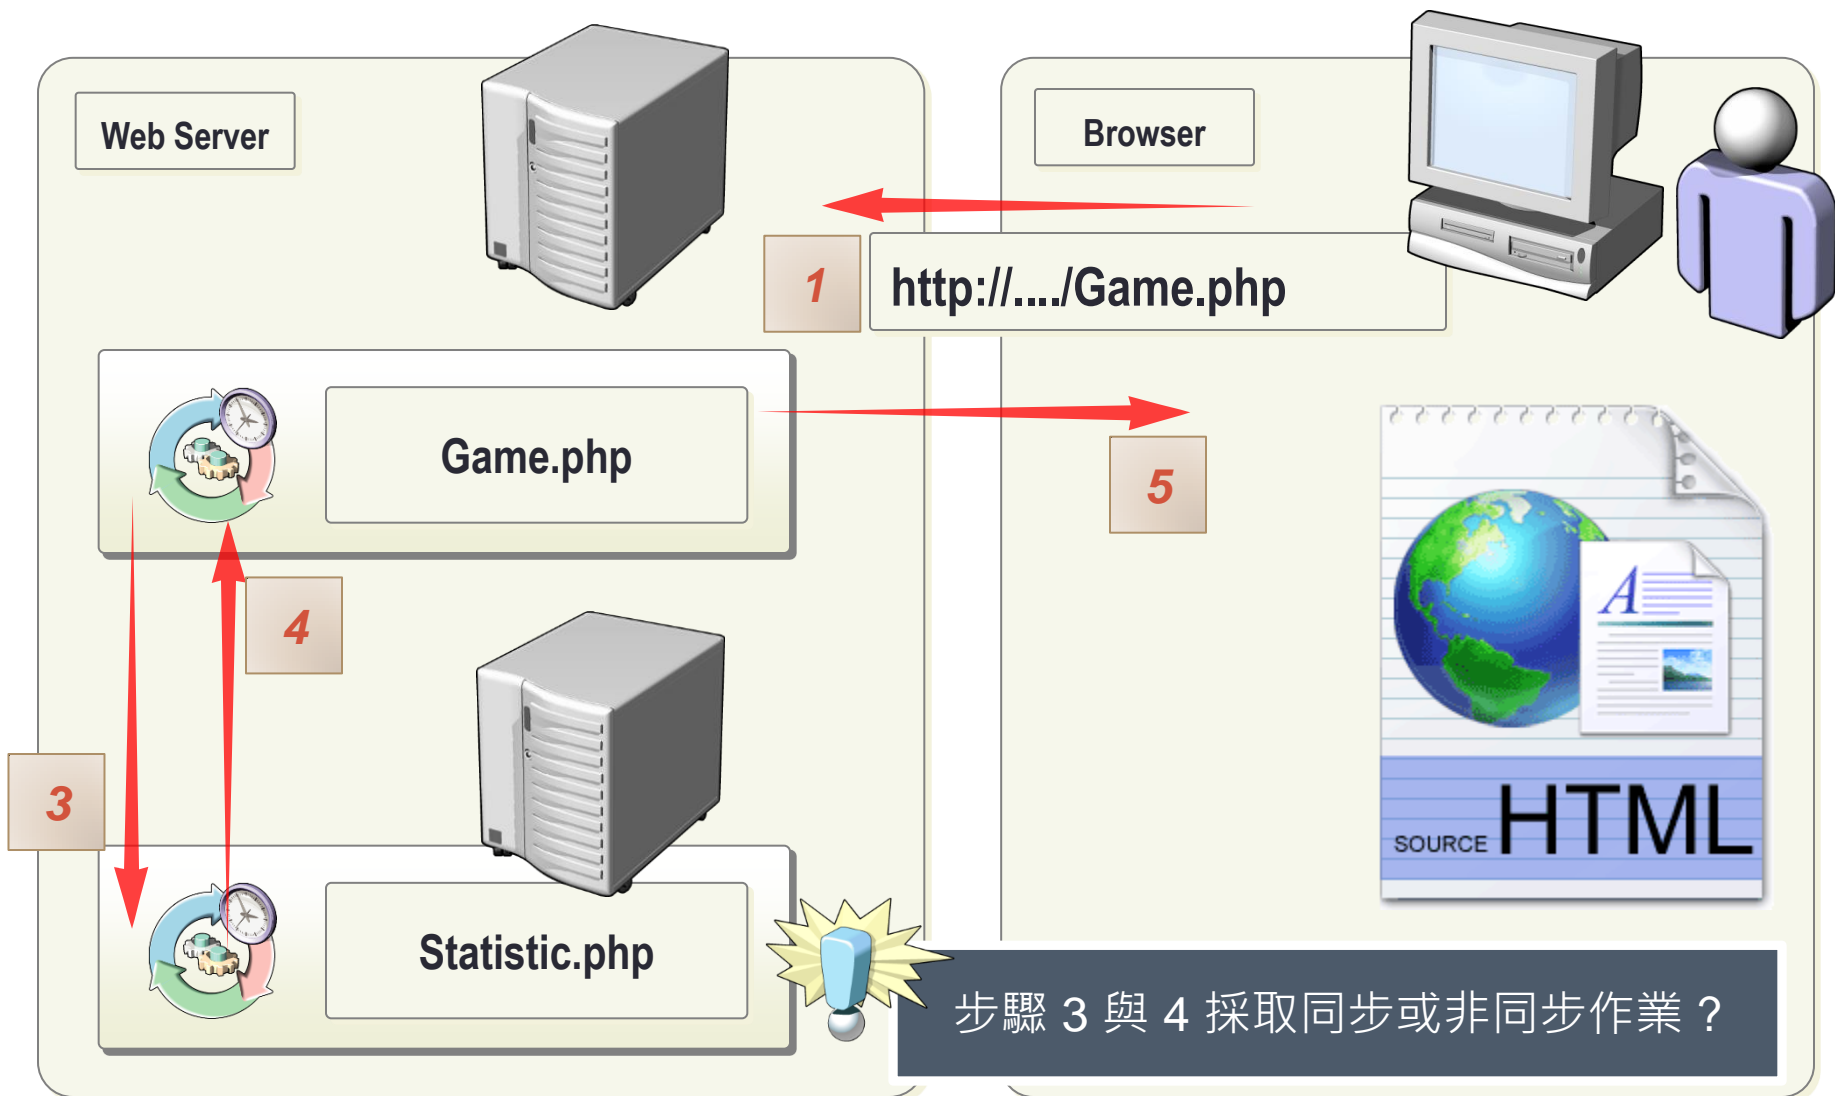 Web Server
Browser
1
http://..../Game.php
Game.php
5
4
3
A
SOURCE HTML
Statistic.php
步驟 3 與 4 採取同步或非同步作業？